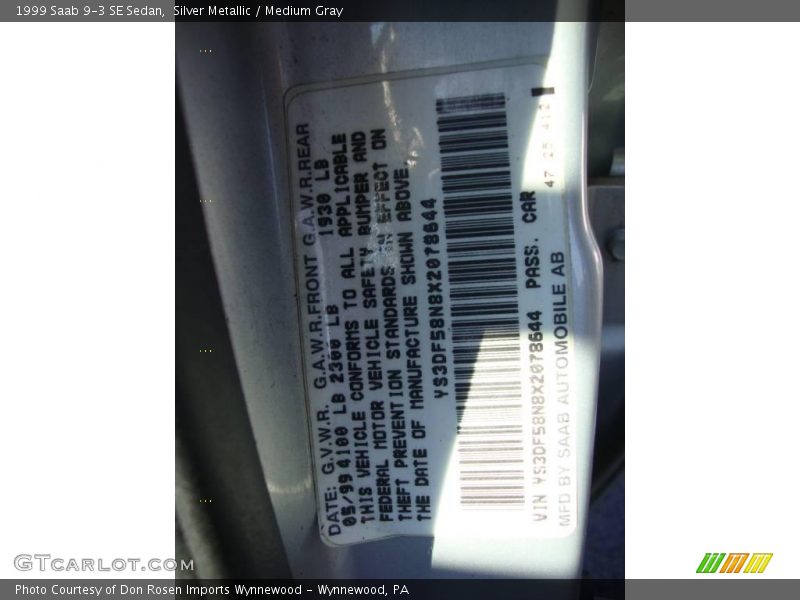 1999 Saab 9-3 SE Sedan, Silver Metallic / Medium Gray
DATE: G.V.W.R. G.A.W.R.FRONT G.A.W.R.REAR
05/99 4100 LB 2300 LB 1930 LB
THIS VEHICLE CONFORMS TO ALL APPLICABLE
FEDERAL MOTOR VEHICLE SAFETY, BUMPER AND
THEFT PREVENTION STANDARDS IN EFFECT ON
THE DATE OF MANUFACTURE SHOWN ABOVE.
YS3DF58N8X2078644
VIN YS3DF58N8X2078644 PASS. CAR
MFD BY SAAB AUTOMOBILE AB
47 25 412
GTCarLot.com
Photo Courtesy of Don Rosen Imports Wynnewood - Wynnewood, PA